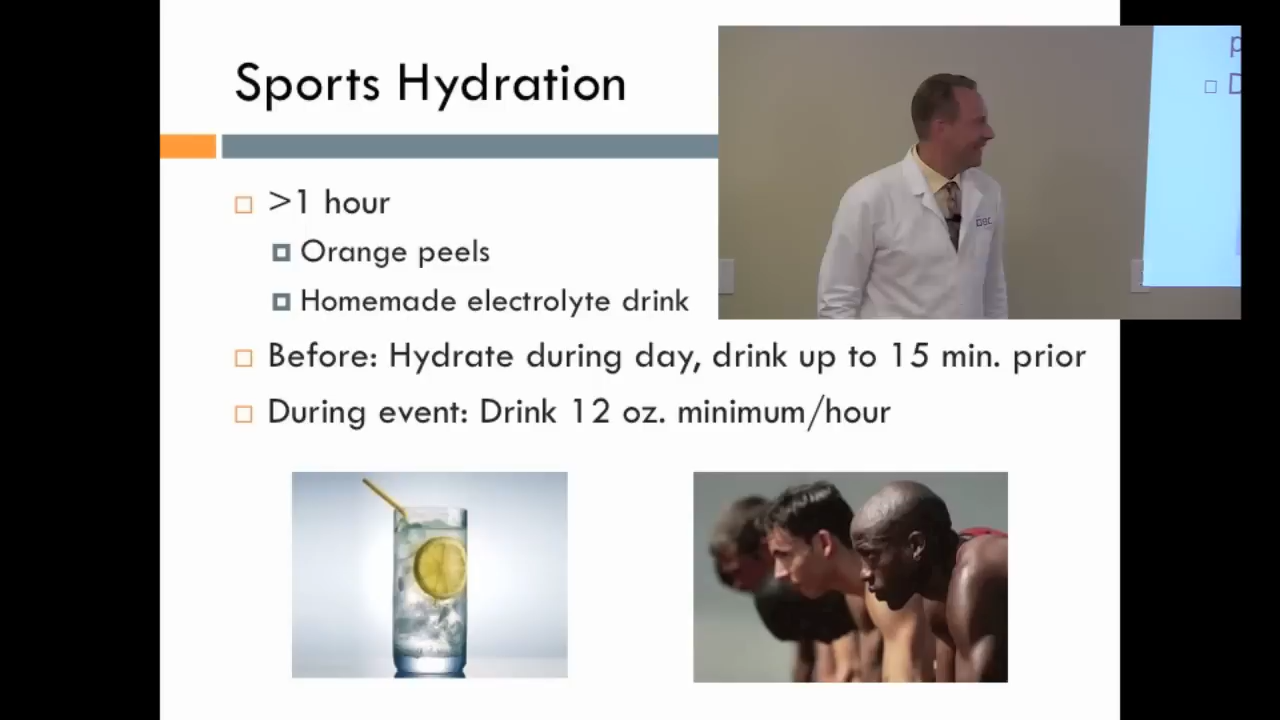 Sports Hydration
>1 hour
Orange peels
Homemade electrolyte drink
Before: Hydrate during day, drink up to 15 min. prior
During event: Drink 12 oz. minimum/hour
p
D